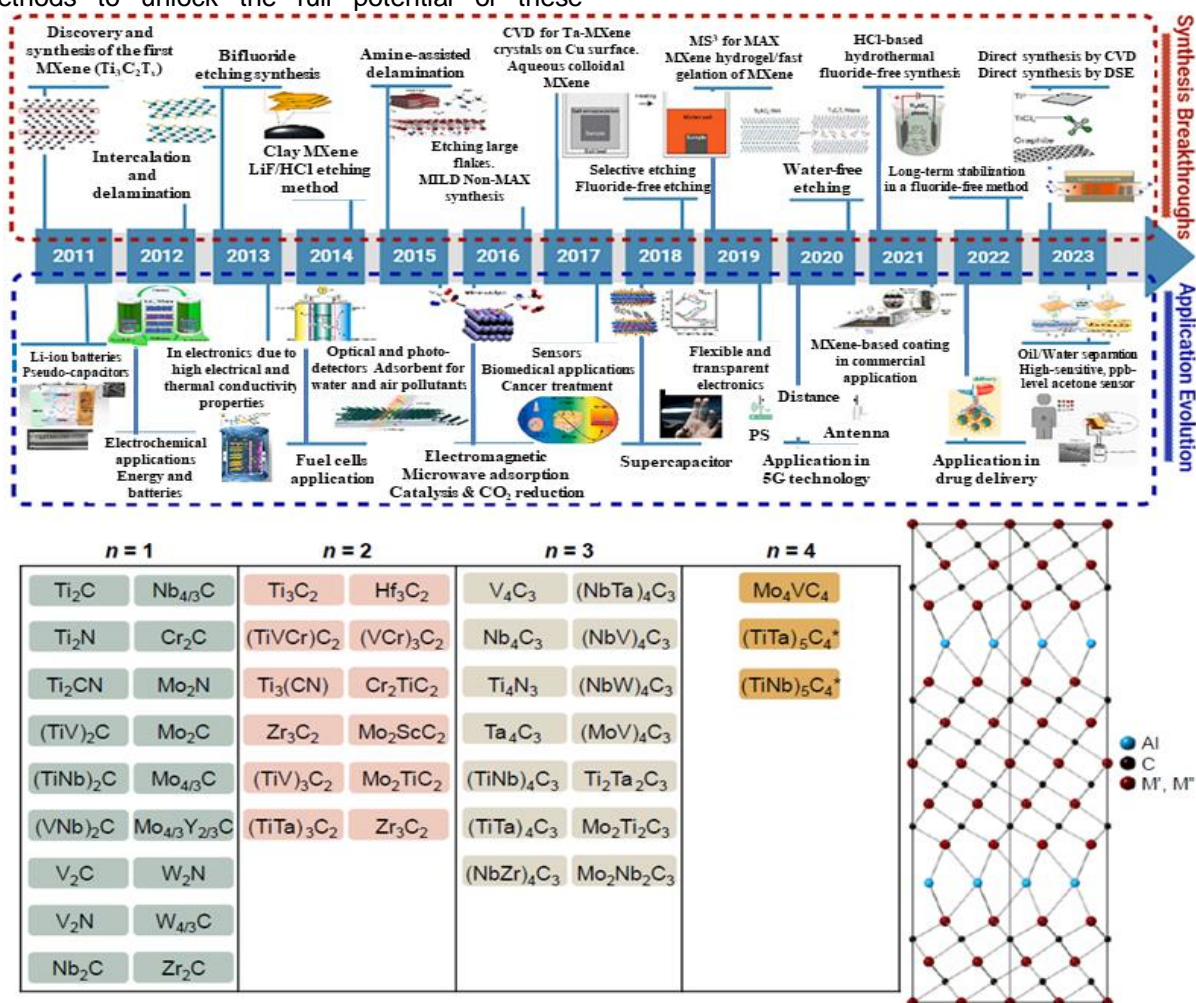 ethods to unlock the full potential of these
Discovery and
synthesis of the first
MXene (Ti₃C₂Tₓ)
Intercalation
and
delamination
Bifluoride
etching synthesis
Clay MXene
LiF/HCl etching
method
Amine-assisted
delamination
Etching large
flakes.
MILD Non-MAX
synthesis
CVD for Ta-MXene
crystals on Cu surface.
Aqueous colloidal
MXene
Selective etching
Fluoride-free etching
MS³ for MAX
MXene hydrogel/fast
gelation of MXene
Water-free
etching
HCl-based
hydrothermal
fluoride-free synthesis
Long-term stabilization
in a fluoride-free method
Direct synthesis by CVD
Direct synthesis by DSE
TiCl₄
Graphite
Synthesis Breakthroughs
2011 2012 2013 2014 2015 2016 2017 2018 2019 2020 2021 2022 2023
Application Evolution
Li-ion batteries
Pseudo-capacitors
Electrochemical
applications
Energy and
batteries
In electronics due to
high electrical and
thermal conductivity
properties
Fuel cells
application
Optical and photo-
detectors Adsorbent for
water and air pollutants
Electromagnetic
Microwave adsorption
Catalysis & CO₂ reduction
Sensors
Biomedical applications
Cancer treatment
Supercapacitor
Flexible and
transparent
electronics
Distance
PS
Antenna
Application in
5G technology
MXene-based coating
in commercial
application
Application in
drug delivery
Oil/Water separation
High-sensitive, ppb-
level acetone sensor
n = 1 n = 2 n = 3 n = 4
Ti₂C Nb₄/₃C Ti₃C₂ Hf₃C₂ V₄C₃ (NbTa)₄C₃ Mo₄VC₄
Ti₂N Cr₂C (TiVCr)C₂ (VCr)₃C₂ Nb₄C₃ (NbV)₄C₃ (TiTa)₅C₄*
Ti₂CN Mo₂N Ti₃(CN) Cr₂TiC₂ Ti₄N₃ (NbW)₄C₃ (TiNb)₅C₄*
(TiV)₂C Mo₂C Zr₃C₂ Mo₂ScC₂ Ta₄C₃ (MoV)₄C₃
(TiNb)₂C Mo₄/₃C (TiV)₃C₂ Mo₂TiC₂ (TiNb)₄C₃ Ti₂Ta₂C₃
(VNb)₂C Mo₄/₃Y₂/₃C (TiTa)₃C₂ Zr₃C₂ (TiTa)₄C₃ Mo₂Ti₂C₃
V₂C W₂N (NbZr)₄C₃ Mo₂Nb₂C₃
V₂N W₄/₃C
Nb₂C Zr₂C
Al
C
M', M"